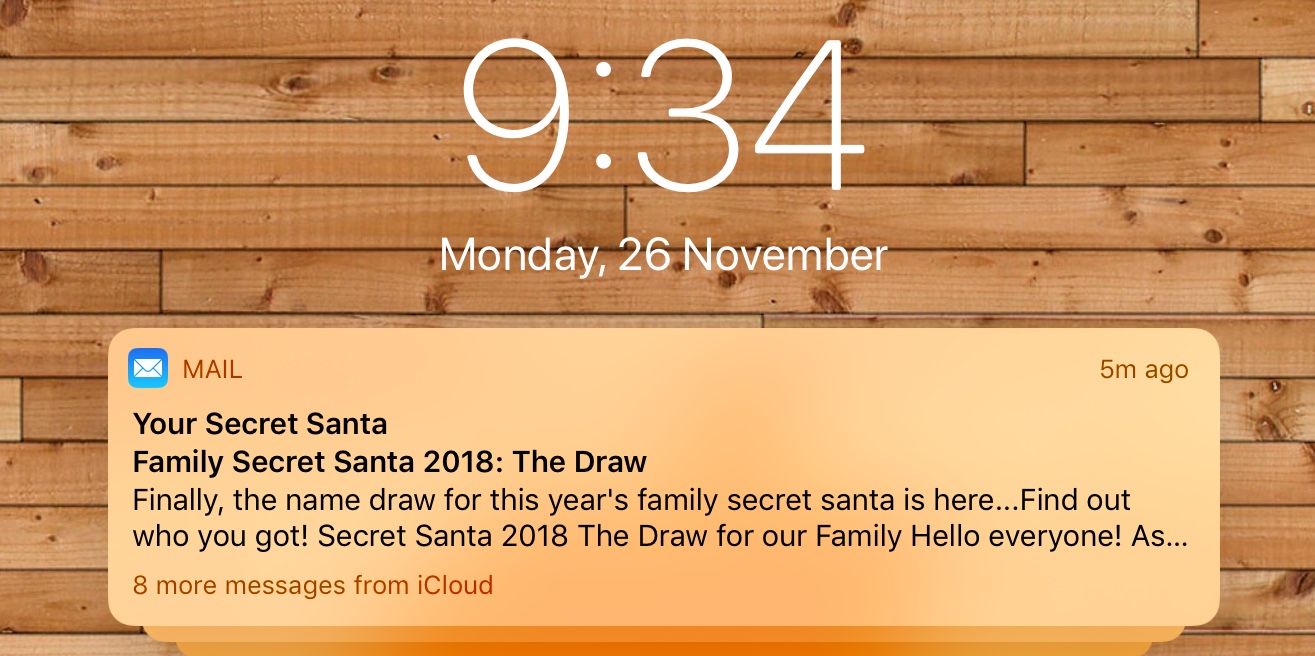 9:34
Monday, 26 November
MAIL 5m ago
Your Secret Santa
Family Secret Santa 2018: The Draw
Finally, the name draw for this year's family secret santa is here...Find out
who you got! Secret Santa 2018 The Draw for our Family Hello everyone! As...
8 more messages from iCloud